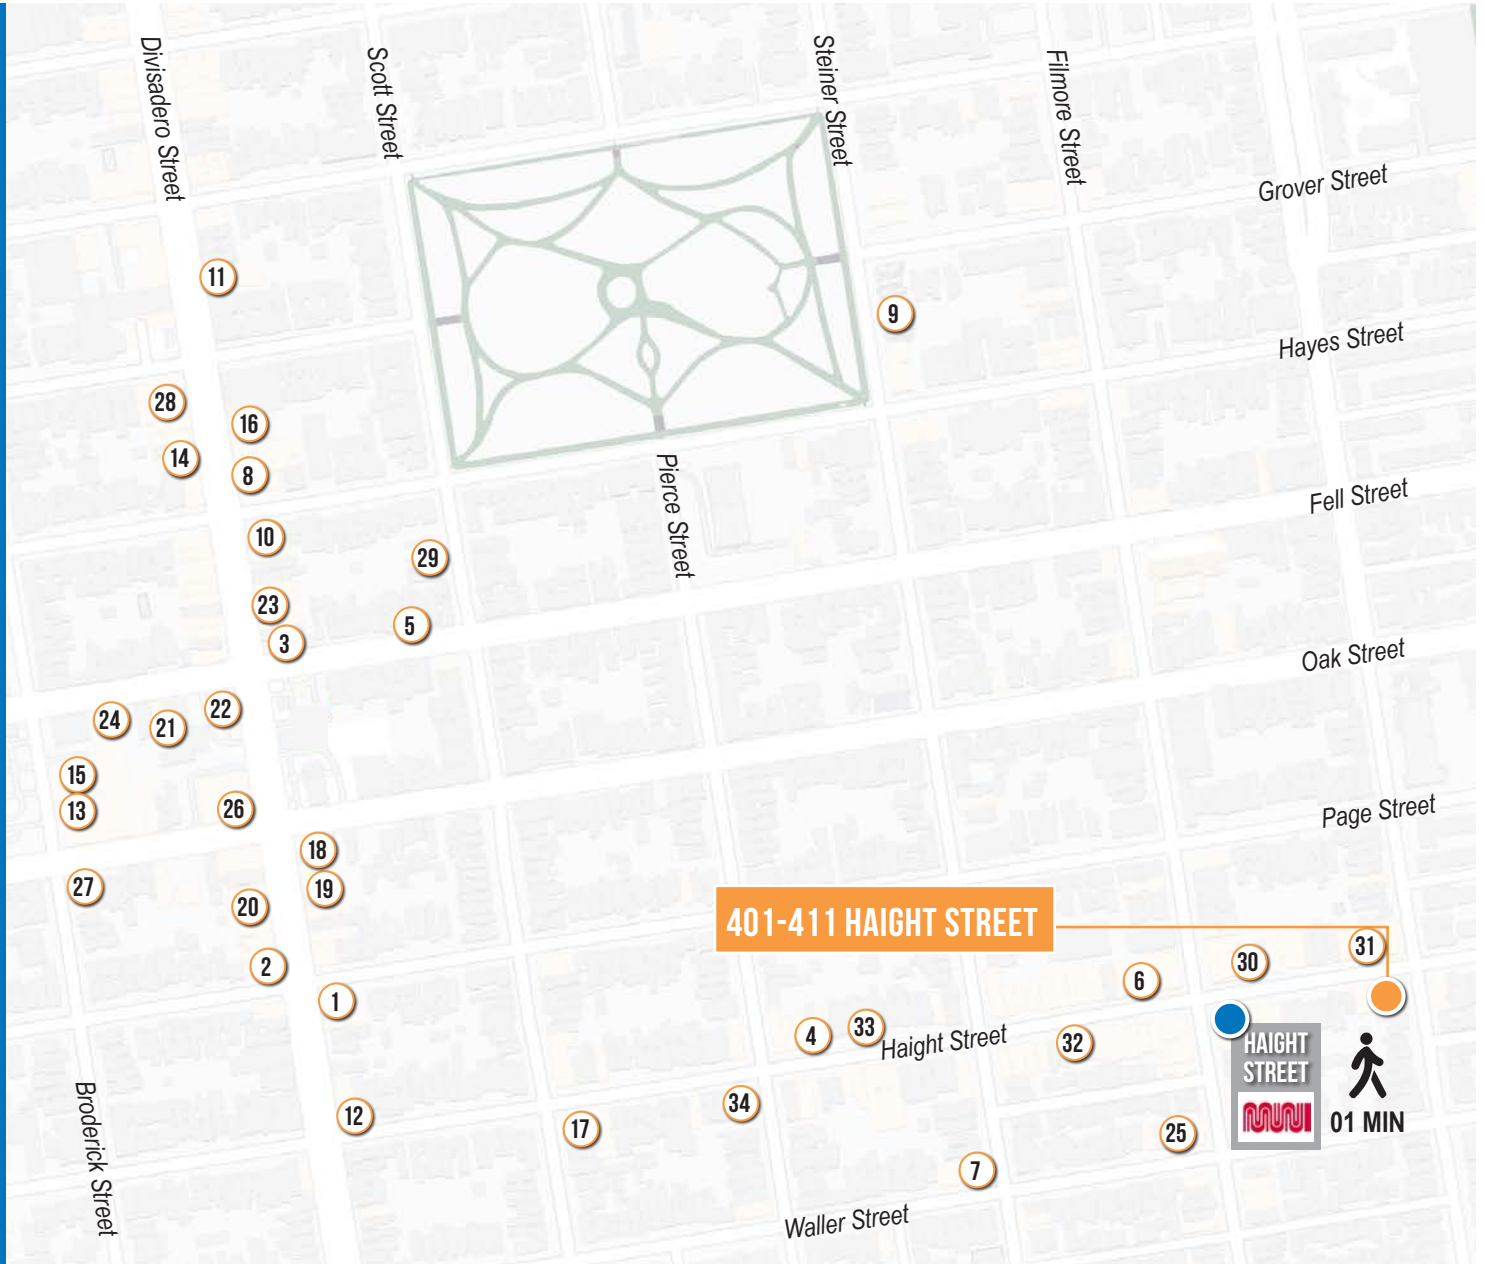 Divisadero Street
Scott Street
Steiner Street
Filmore Street
Grover Street
11
9
Hayes Street
28
16
14
8
Pierce Street
Fell Street
10
29
23
5
3
Oak Street
24
21
22
15
13
26
Page Street
18
27
19
20
401-411 HAIGHT STREET
2
31
30
6
1
4
33
Haight Street
32
HAIGHT
STREET
muni
01 MIN
Broderick Street
12
34
17
25
7
Waller Street